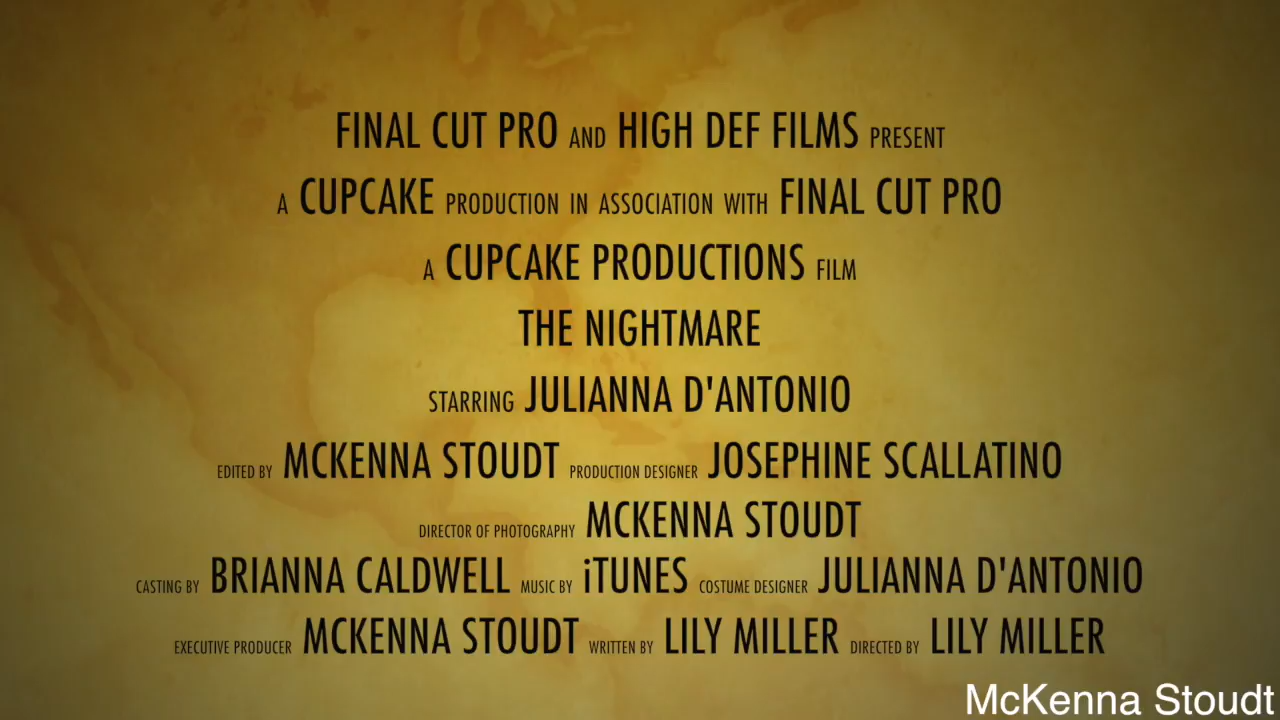 FINAL CUT PRO AND HIGH DEF FILMS PRESENT
A CUPCAKE PRODUCTION IN ASSOCIATION WITH FINAL CUT PRO
A CUPCAKE PRODUCTIONS FILM
THE NIGHTMARE
STARRING JULIANNA D'ANTONIO
EDITED BY MCKENNA STOUDT PRODUCTION DESIGNER JOSEPHINE SCALLATINO
DIRECTOR OF PHOTOGRAPHY MCKENNA STOUDT
CASTING BY BRIANNA CALDWELL MUSIC BY iTUNES COSTUME DESIGNER JULIANNA D'ANTONIO
EXECUTIVE PRODUCER MCKENNA STOUDT WRITTEN BY LILY MILLER DIRECTED BY LILY MILLER
McKenna Stoudt